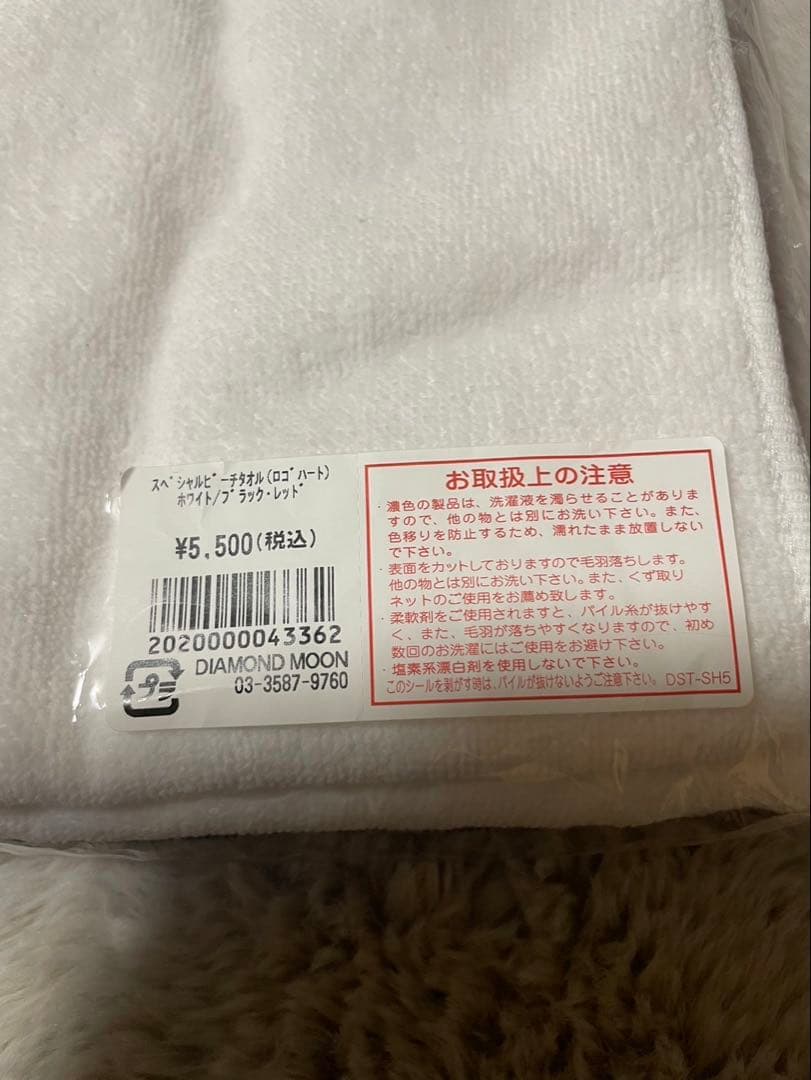 スペシャルビーチタオル(ロゴハート)
ホワイト/ブラック・レッド
¥5,500(税込)
2020000043362
DIAMOND MOON
03-3587-9760
プラ
お取扱上の注意
・濃色の製品は、洗濯液を濁らせることがありま
すので、他の物とは別にお洗い下さい。また、
色移りを防止するため、濡れたまま放置しない
で下さい。
・表面をカットしておりますので毛羽落ちします。
他の物とは別にお洗い下さい。また、くず取り
ネットのご使用をお薦め致します。
・柔軟剤をご使用されますと、パイル糸が抜けやす
く、また、毛羽が落ちやすくなりますので、初め
数回のお洗濯にはご使用をお避け下さい。
・塩素系漂白剤を使用しないで下さい。
このシールを剥がす時は、パイルが抜けないようご注意下さい。 DST-SH5